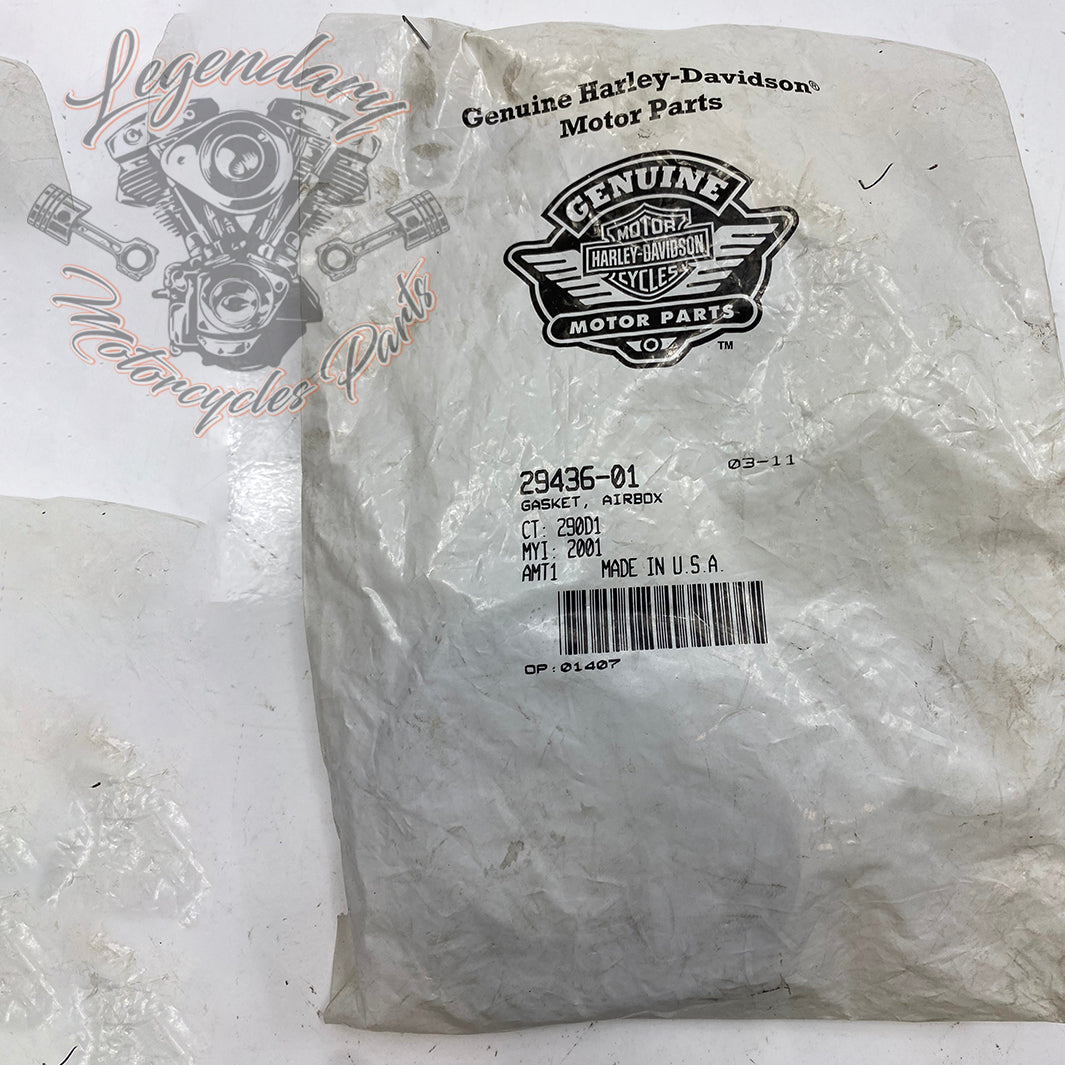 Legendary
Motorcycles Parts
Genuine Harley-Davidson®
Motor Parts
GENUINE
MOTOR
HARLEY-DAVIDSON
CYCLES
MOTOR PARTS
TM
29436-01
03-11
GASKET, AIRBOX
CT: 290D1
MYI: 2001
AMT1 MADE IN U.S.A.
OP:01407